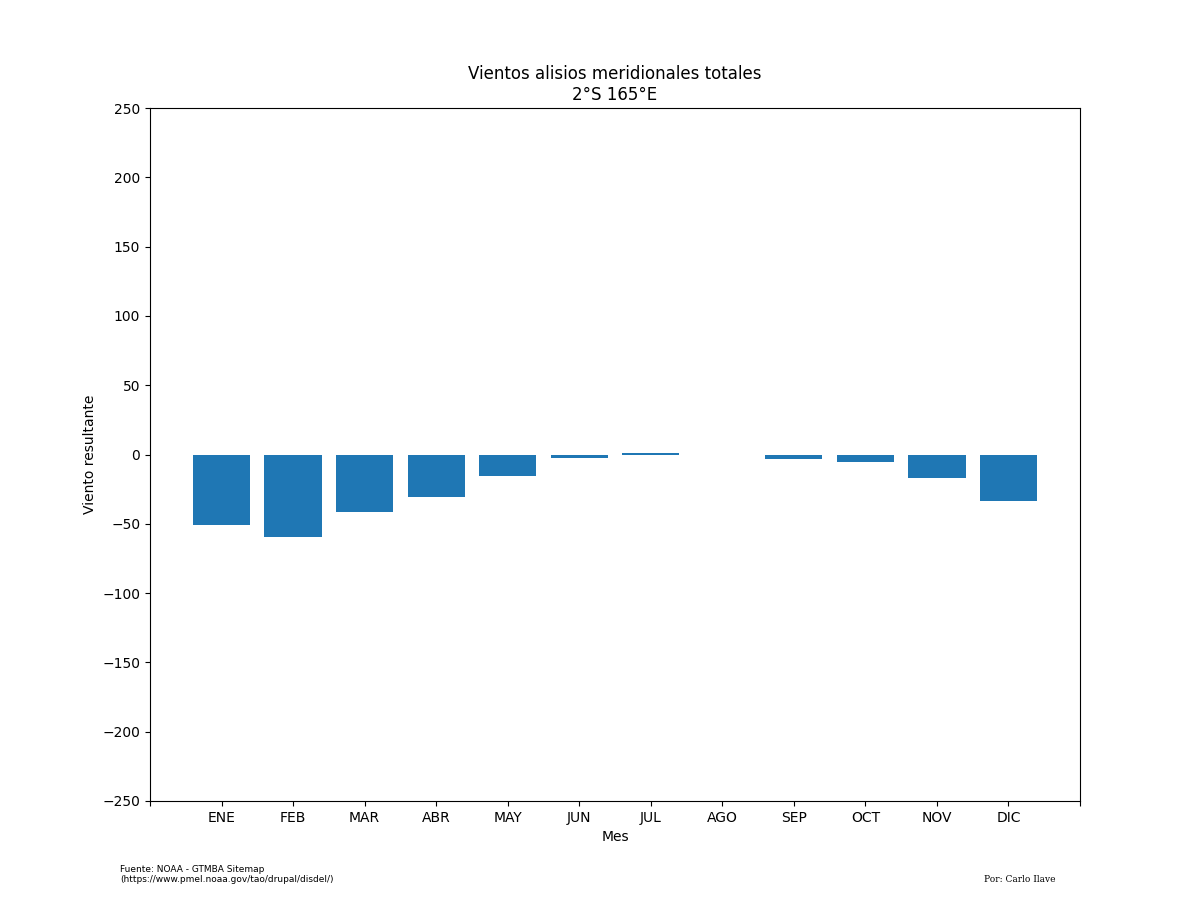 Vientos alisios meridionales totales
2°S 165°E
250
200
150
100
50
0
−50
−100
−150
−200
−250
Viento resultante
ENE FEB MAR ABR MAY JUN JUL AGO SEP OCT NOV DIC
Mes
Fuente: NOAA - GTMBA Sitemap
(https://www.pmel.noaa.gov/tao/drupal/disdel/)
Por: Carlo Ilave